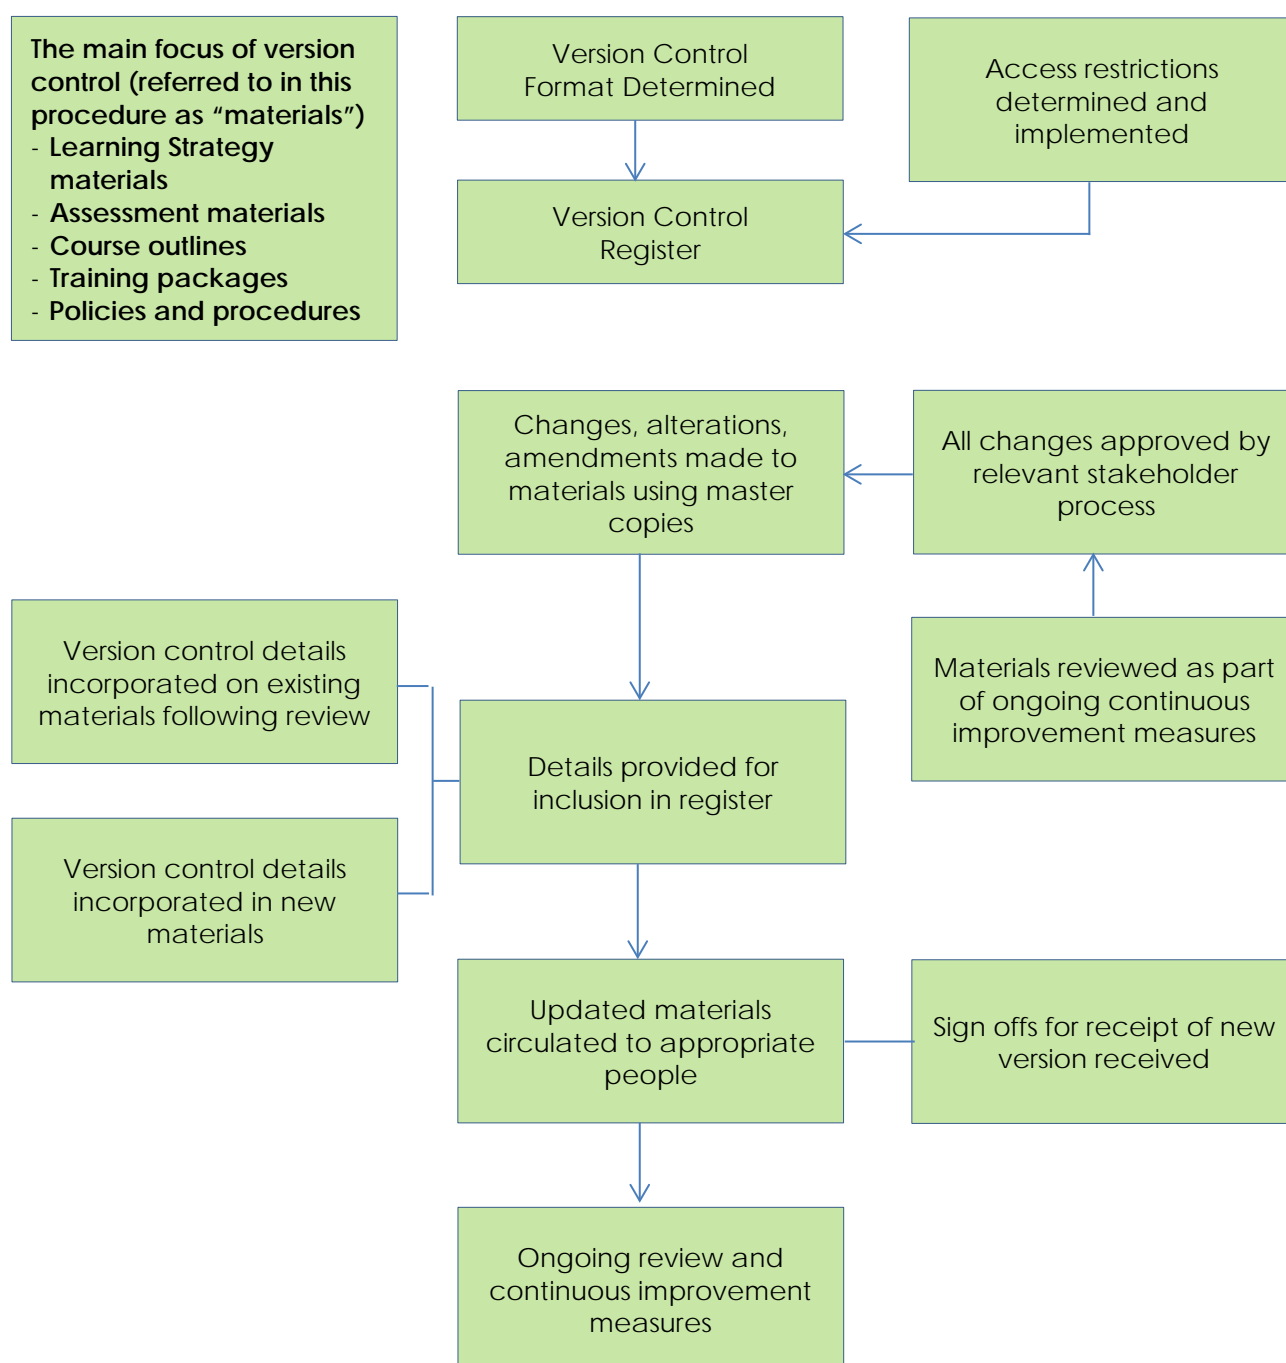 The main focus of version
control (referred to in this
procedure as “materials”)
- Learning Strategy
materials
- Assessment materials
- Course outlines
- Training packages
- Policies and procedures
Version Control
Format Determined
Access restrictions
determined and
implemented
Version Control
Register
Changes, alterations,
amendments made to
materials using master
copies
All changes approved by
relevant stakeholder
process
Version control details
incorporated on existing
materials following review
Materials reviewed as part
of ongoing continuous
improvement measures
Details provided for
inclusion in register
Version control details
incorporated in new
materials
Updated materials
circulated to appropriate
people
Sign offs for receipt of new
version received
Ongoing review and
continuous improvement
measures